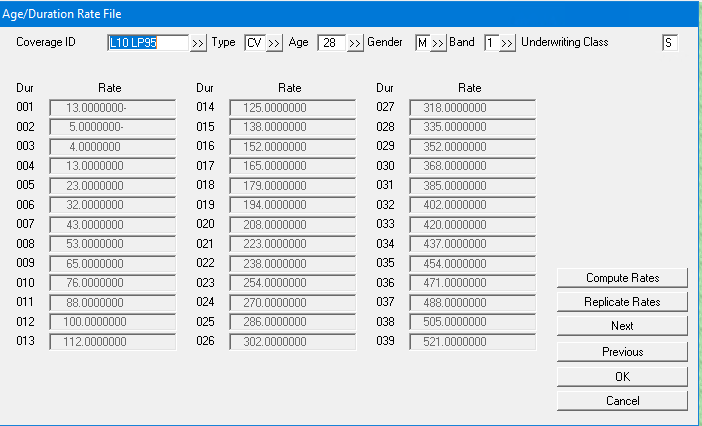 Age/Duration Rate File
Coverage ID L10 LP95 >> Type CV >> Age 28 >> Gender M >> Band 1 >> Underwriting Class S
Dur Rate Dur Rate Dur Rate
001 13.0000000- 014 125.0000000 027 318.0000000
002 5.0000000- 015 138.0000000 028 335.0000000
003 4.0000000 016 152.0000000 029 352.0000000
004 13.0000000 017 165.0000000 030 368.0000000
005 23.0000000 018 179.0000000 031 385.0000000
006 32.0000000 019 194.0000000 032 402.0000000
007 43.0000000 020 208.0000000 033 420.0000000
008 53.0000000 021 223.0000000 034 437.0000000
009 65.0000000 022 238.0000000 035 454.0000000
010 76.0000000 023 254.0000000 036 471.0000000
011 88.0000000 024 270.0000000 037 488.0000000
012 100.0000000 025 286.0000000 038 505.0000000
013 112.0000000 026 302.0000000 039 521.0000000
Compute Rates
Replicate Rates
Next
Previous
OK
Cancel